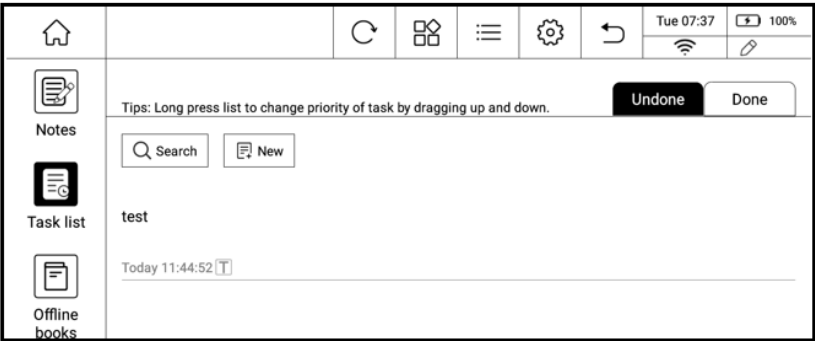 Tue 07:37
100%
Notes
Task list
Offline
books
Tips: Long press list to change priority of task by dragging up and down.
Undone
Done
Search
New
test
Today 11:44:52 T